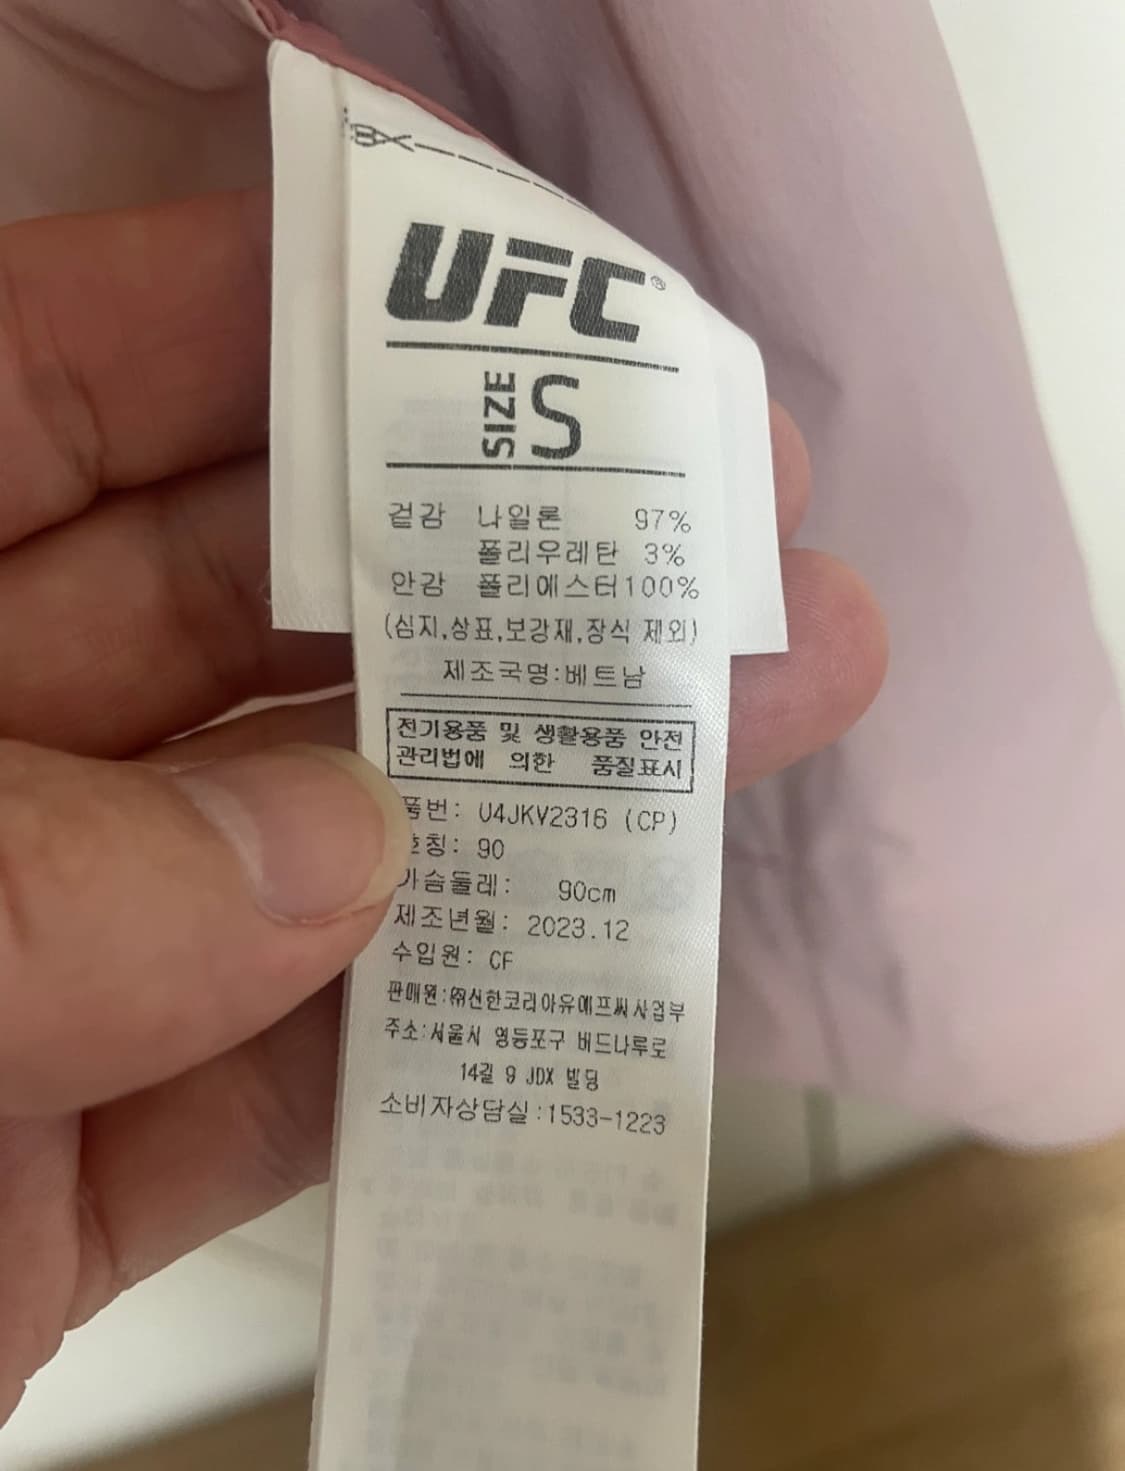 UFC®
SIZE S
겉감 나일론 97%
폴리우레탄 3%
안감 폴리에스터 100%
(심지,상표,보강재,장식 제외)
제조국명:베트남
전기용품 및 생활용품 안전
관리법에 의한 품질표시
품번: U4JKV2316 (CP)
호칭: 90
가슴둘레: 90cm
제조년월: 2023.12
수입원: CF
판매원:㈜신한코리아유에프씨사업부
주소:서울시 영등포구 버드나루로
14길 9 JDX 빌딩
소비자상담실:1533-1223